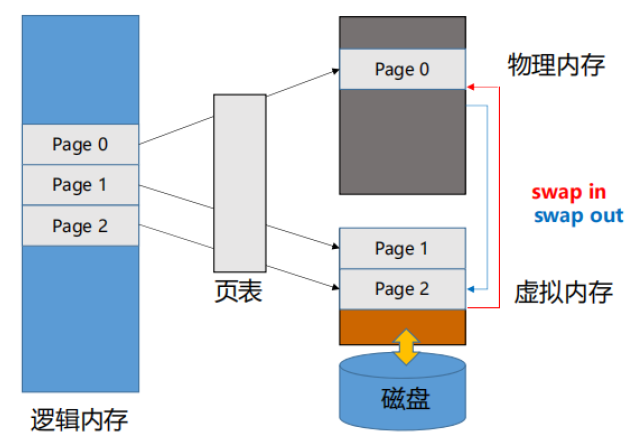 Page 0
Page 1
Page 2
逻辑内存
页表
Page 0
物理内存
swap in
swap out
Page 1
Page 2
虚拟内存
磁盘